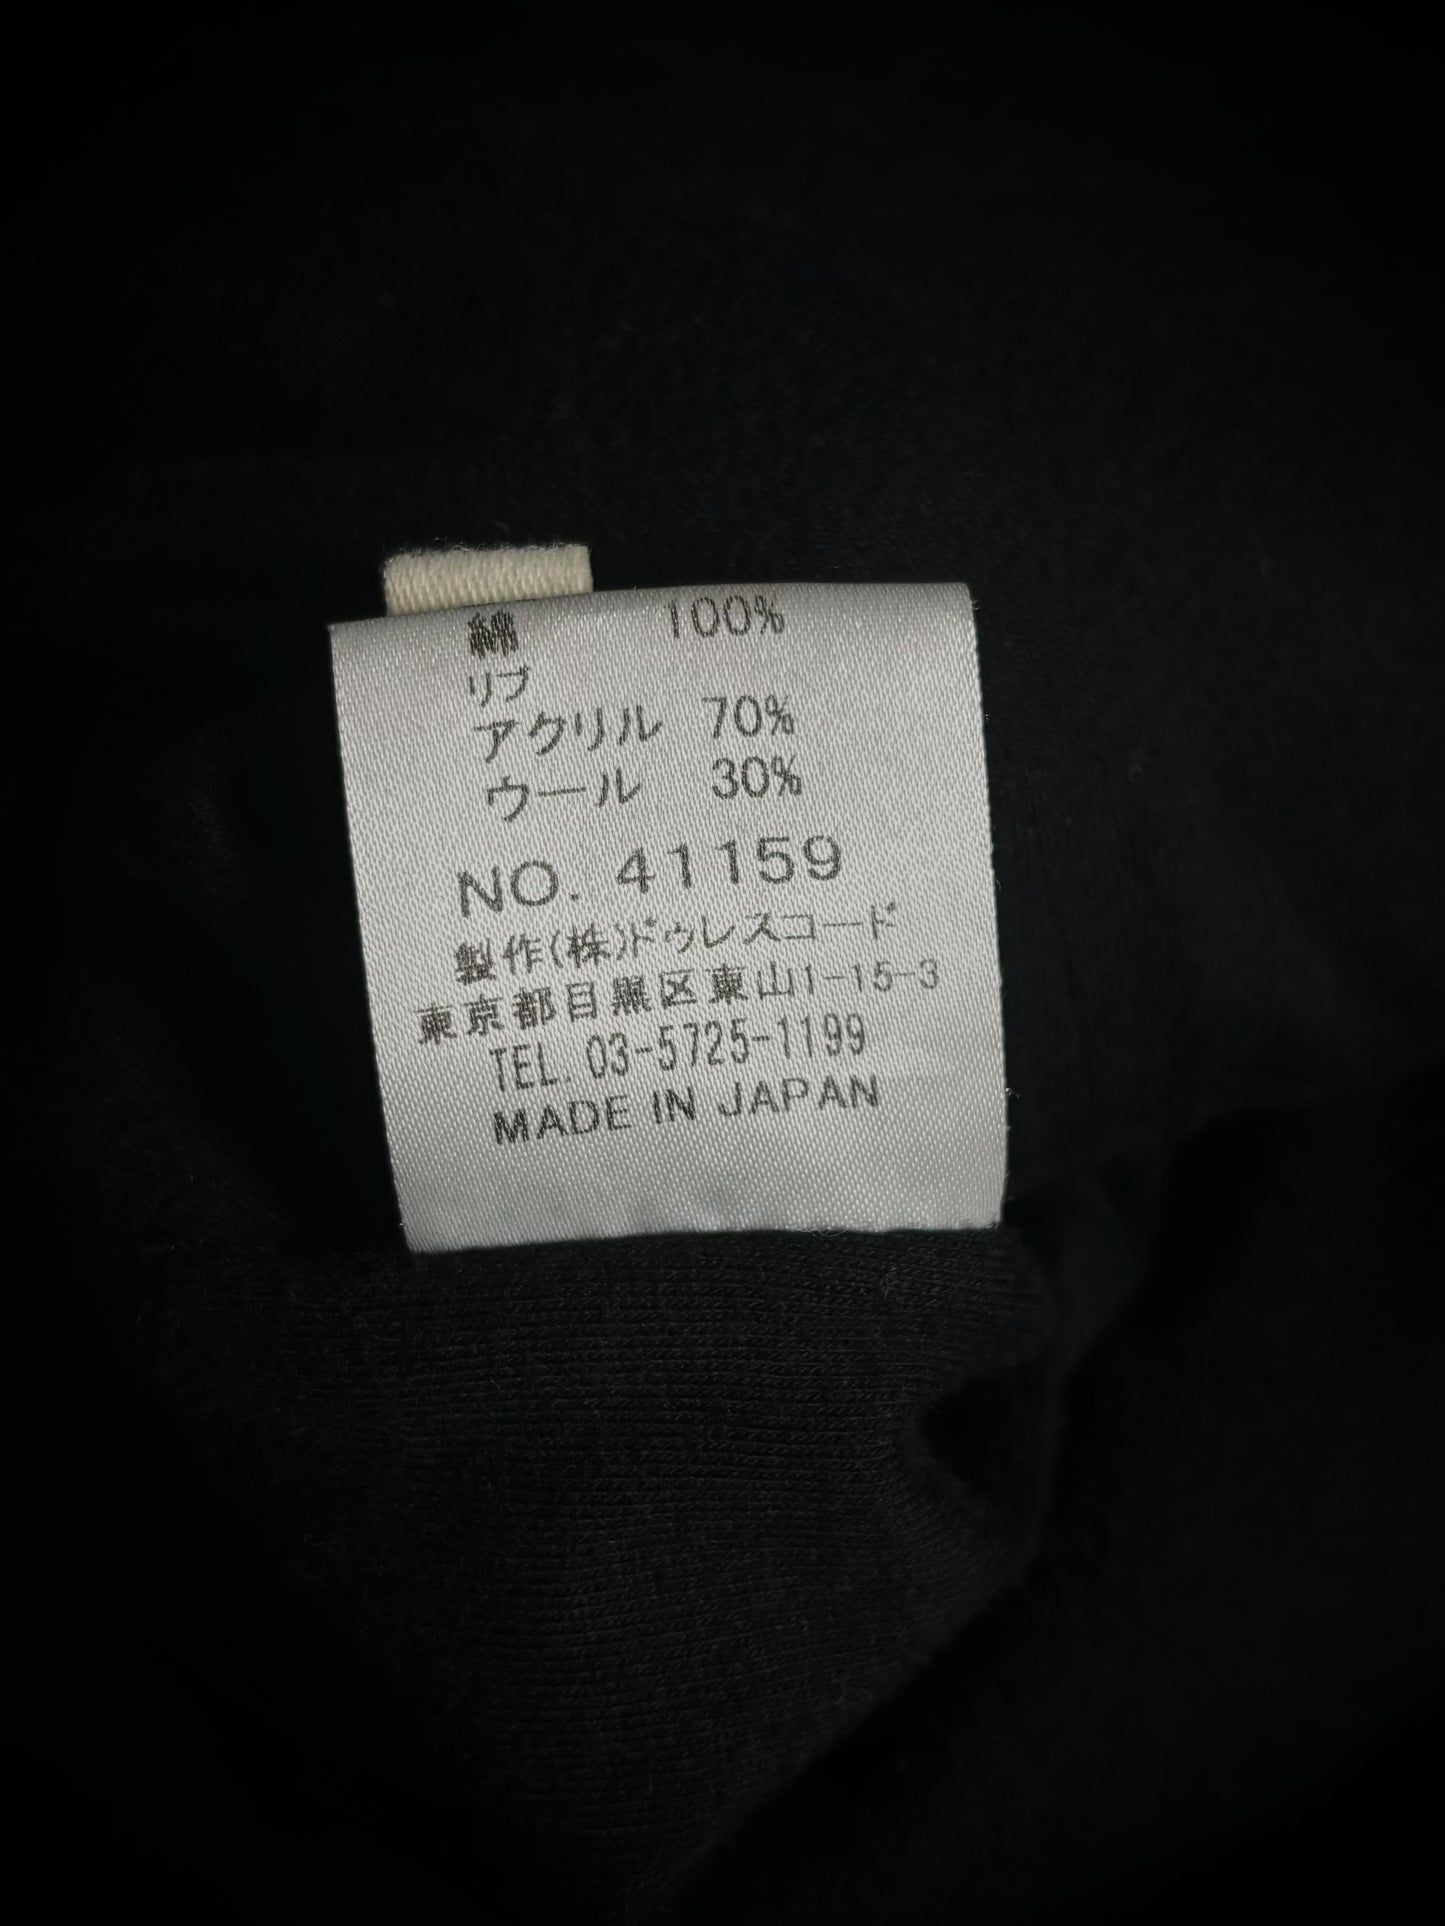 綿 100%
リブ
アクリル 70%
ウール 30%
NO. 41159
製作(株)ドゥレスコード
東京都目黒区東山1-15-3
TEL. 03-5725-1199
MADE IN JAPAN